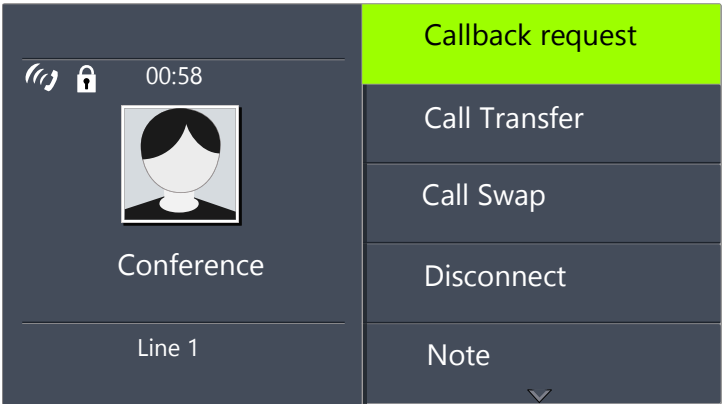 00:58
Conference
Line 1
Callback request
Call Transfer
Call Swap
Disconnect
Note